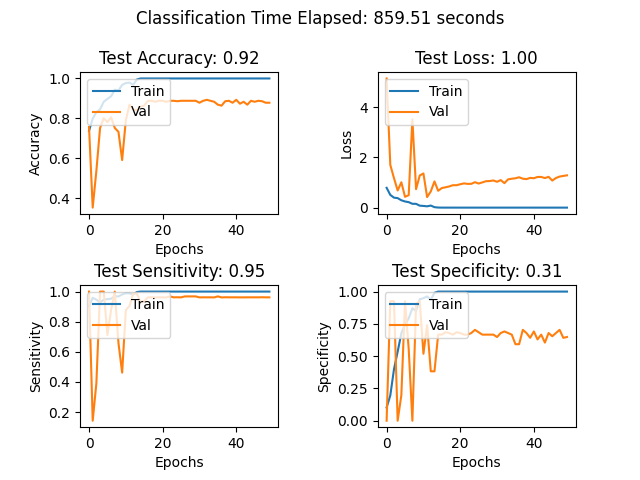 Classification Time Elapsed: 859.51 seconds
Test Accuracy: 0.92
1.0
0.8
0.6
0.4
Accuracy
Train
Val
0
20
40
Epochs
Test Loss: 1.00
4
2
0
Loss
Train
Val
0
20
40
Epochs
Test Sensitivity: 0.95
1.0
0.8
0.6
0.4
0.2
Sensitivity
Train
Val
0
20
40
Epochs
Test Specificity: 0.31
1.00
0.75
0.50
0.25
0.00
Specificity
Train
Val
0
20
40
Epochs